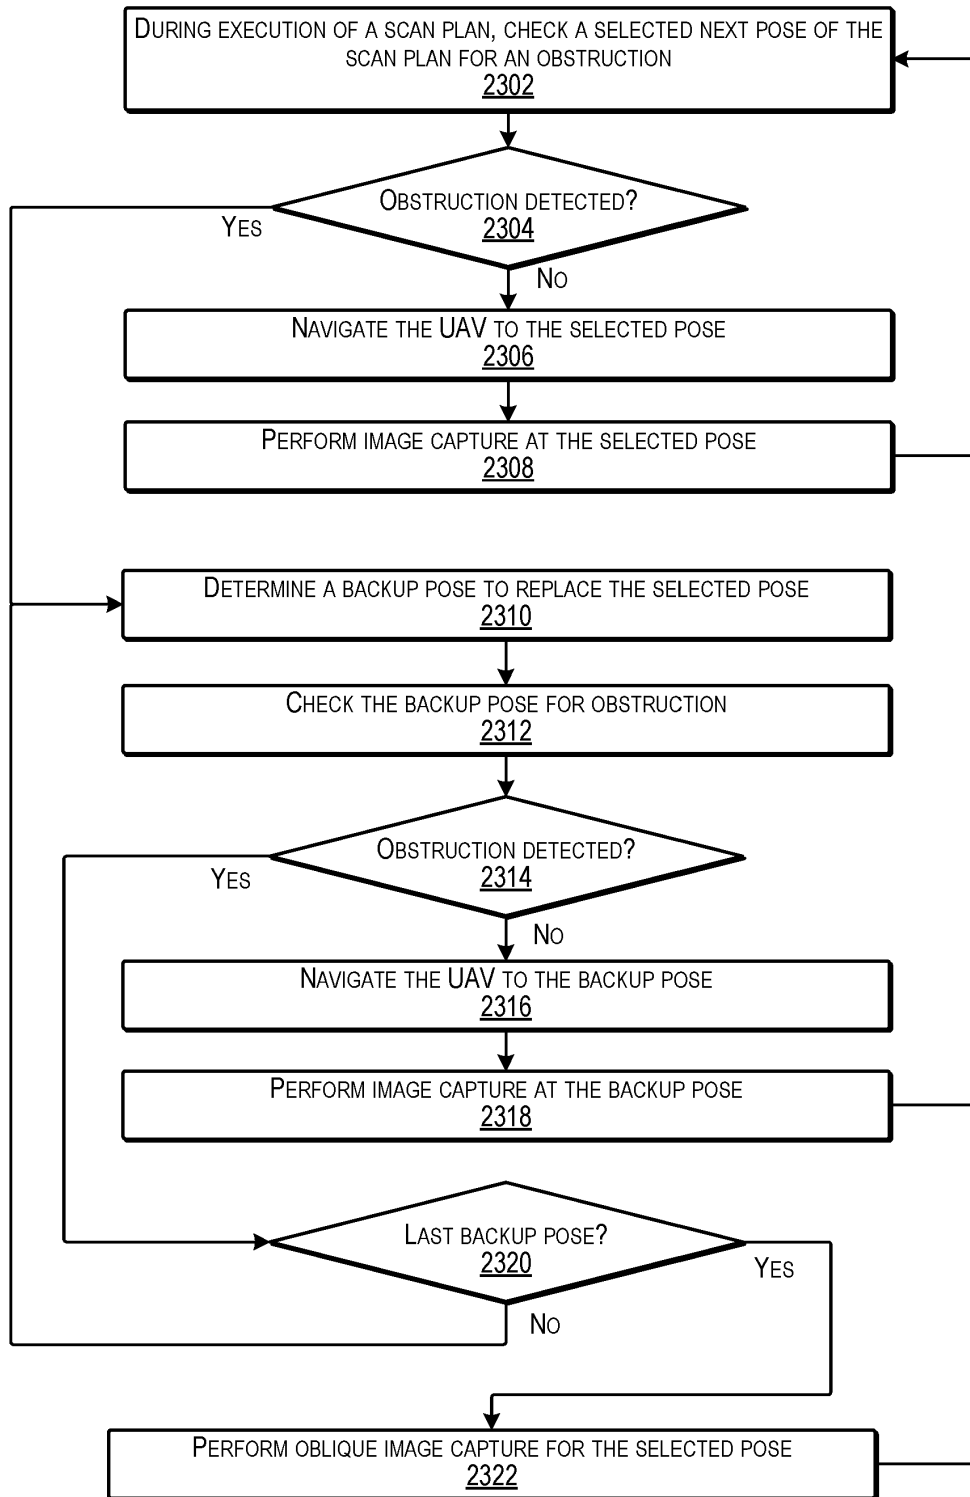 DURING EXECUTION OF A SCAN PLAN, CHECK A SELECTED NEXT POSE OF THE
SCAN PLAN FOR AN OBSTRUCTION
2302
OBSTRUCTION DETECTED?
2304
YES
NO
NAVIGATE THE UAV TO THE SELECTED POSE
2306
PERFORM IMAGE CAPTURE AT THE SELECTED POSE
2308
DETERMINE A BACKUP POSE TO REPLACE THE SELECTED POSE
2310
CHECK THE BACKUP POSE FOR OBSTRUCTION
2312
OBSTRUCTION DETECTED?
2314
YES
NO
NAVIGATE THE UAV TO THE BACKUP POSE
2316
PERFORM IMAGE CAPTURE AT THE BACKUP POSE
2318
LAST BACKUP POSE?
2320
YES
NO
PERFORM OBLIQUE IMAGE CAPTURE FOR THE SELECTED POSE
2322